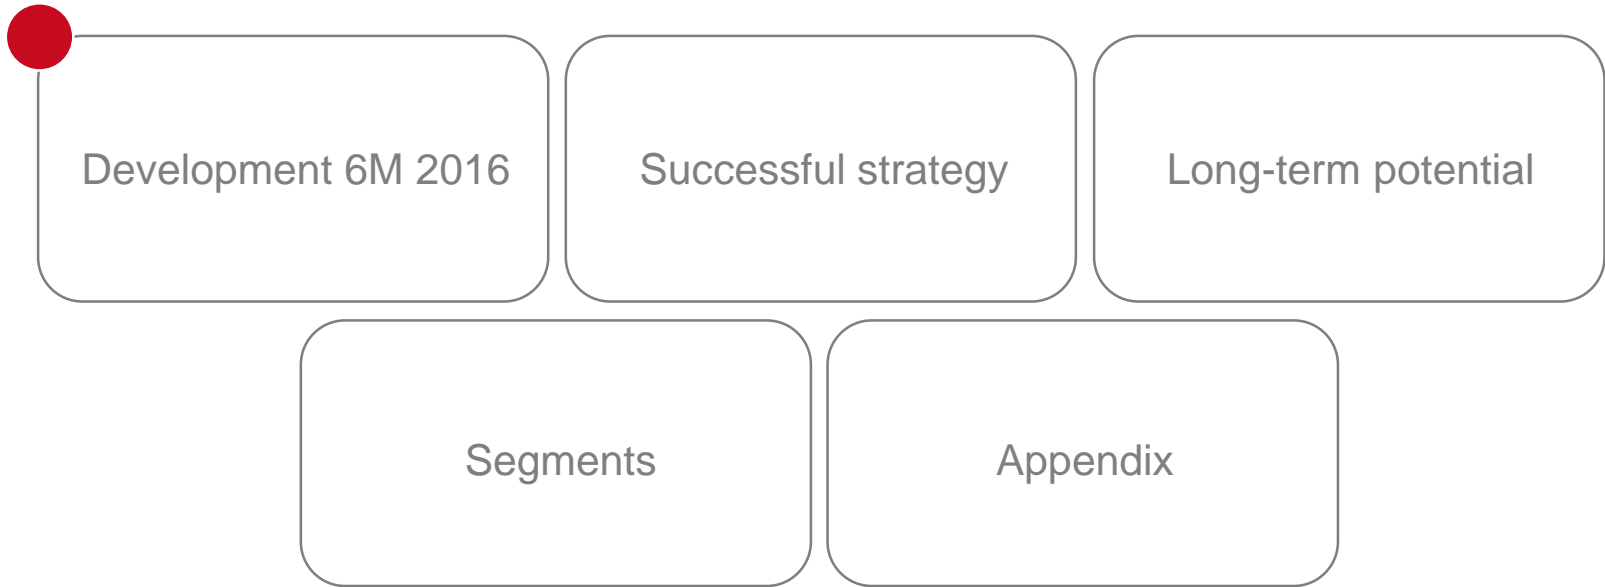 Development 6M 2016
Successful strategy
Long-term potential
Segments
Appendix